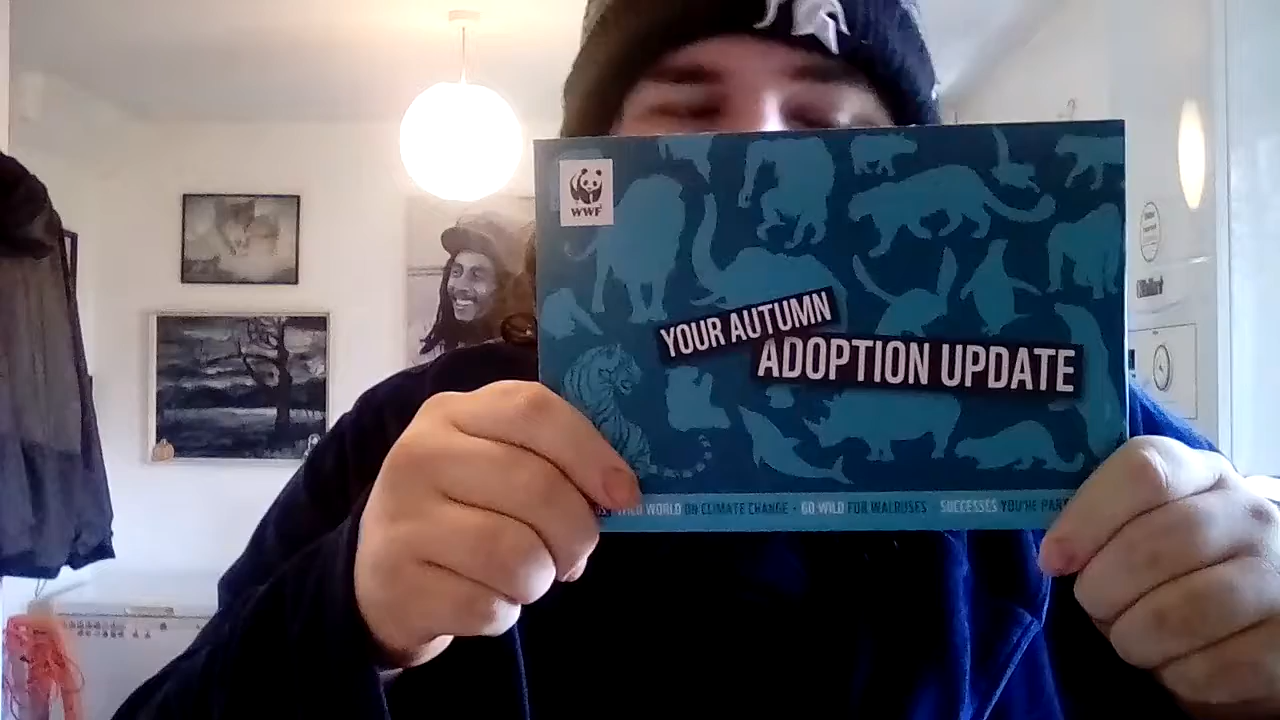 WWF
YOUR AUTUMN
ADOPTION UPDATE
WILD WORLD ON CLIMATE CHANGE • GO WILD FOR WALRUSES SUCCESSES YOU'RE PART